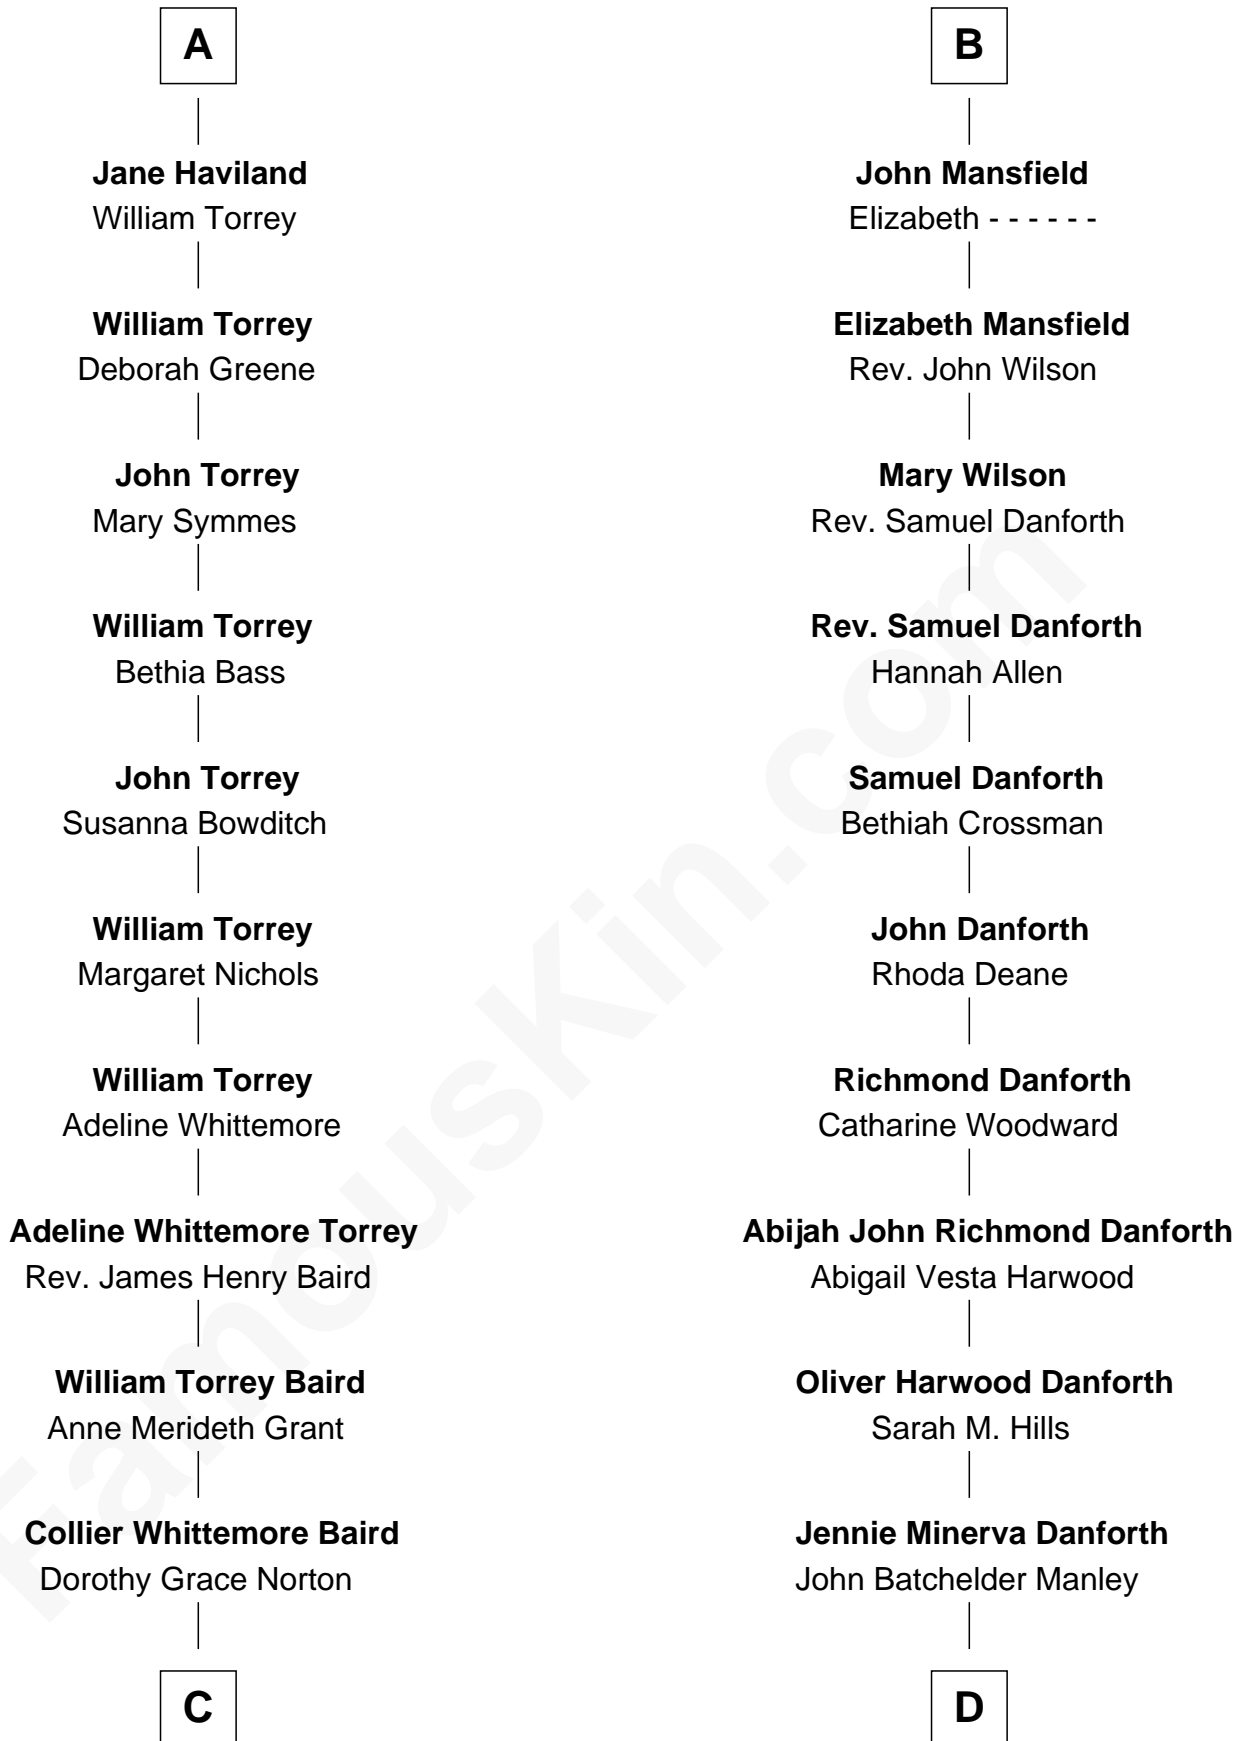 A
Jane Haviland
William Torrey
William Torrey
Deborah Greene
John Torrey
Mary Symmes
William Torrey
Bethia Bass
John Torrey
Susanna Bowditch
William Torrey
Margaret Nichols
William Torrey
Adeline Whittemore
Adeline Whittemore Torrey
Rev. James Henry Baird
William Torrey Baird
Anne Merideth Grant
Collier Whittemore Baird
Dorothy Grace Norton
C
B
John Mansfield
Elizabeth - - - - - -
Elizabeth Mansfield
Rev. John Wilson
Mary Wilson
Rev. Samuel Danforth
Rev. Samuel Danforth
Hannah Allen
Samuel Danforth
Bethiah Crossman
John Danforth
Rhoda Deane
Richmond Danforth
Catharine Woodward
Abijah John Richmond Danforth
Abigail Vesta Harwood
Oliver Harwood Danforth
Sarah M. Hills
Jennie Minerva Danforth
John Batchelder Manley
D
FamousKin.com